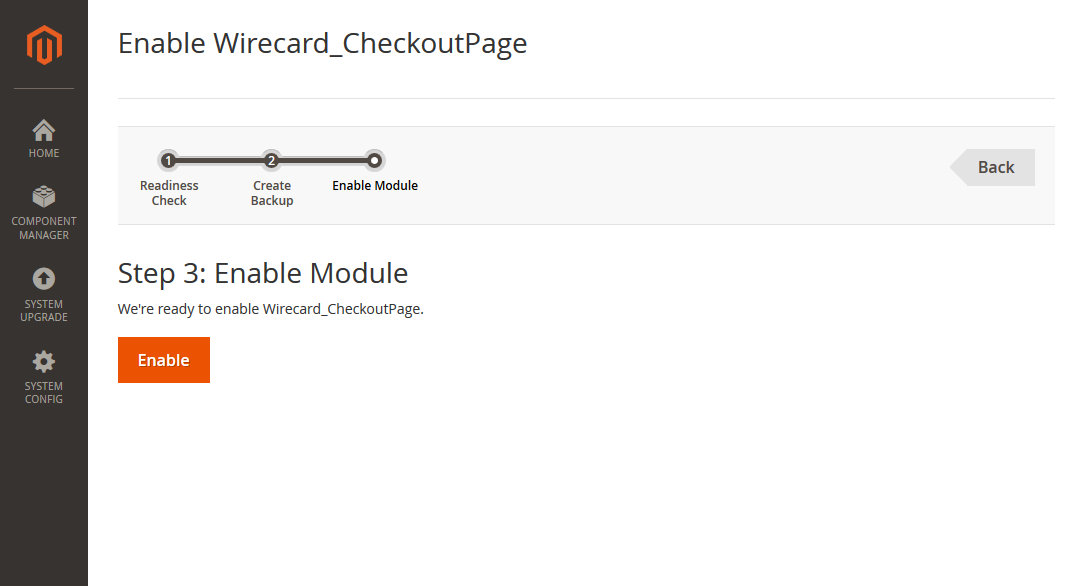 Enable Wirecard_CheckoutPage
HOME
COMPONENT
MANAGER
SYSTEM
UPGRADE
SYSTEM
CONFIG
1
2
Readiness
Check
Create
Backup
Enable Module
Back
Step 3: Enable Module
We're ready to enable Wirecard_CheckoutPage.
Enable